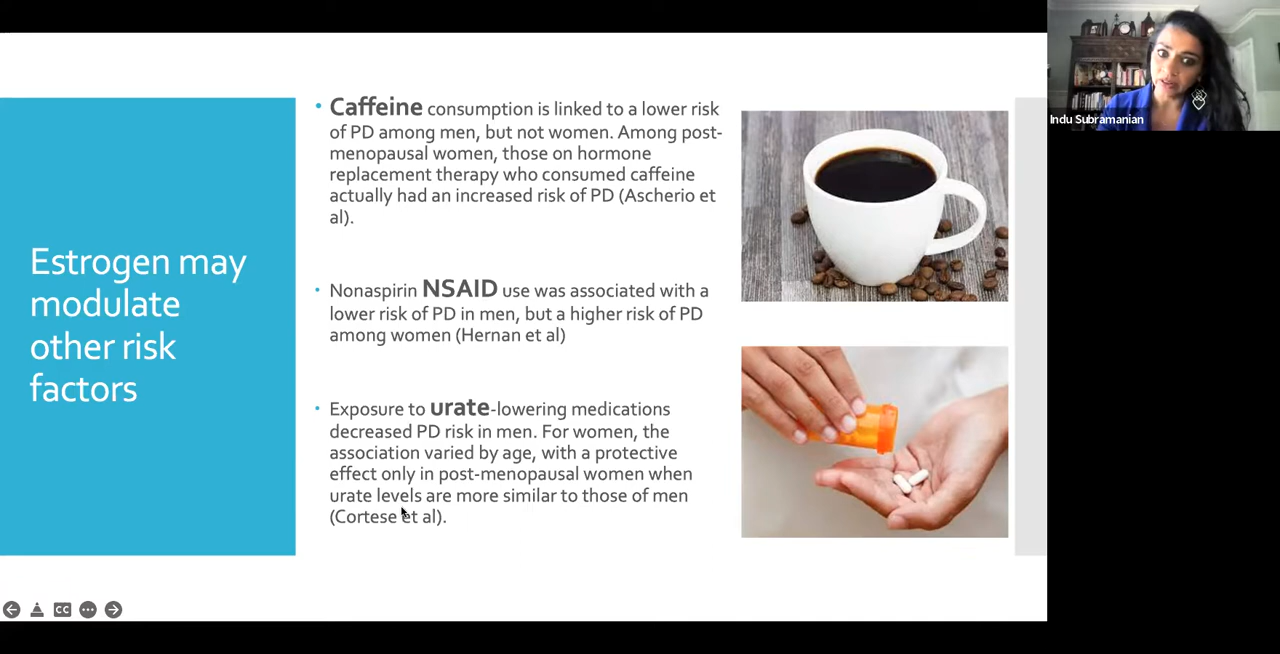 Estrogen may
modulate
other risk
factors
• Caffeine consumption is linked to a lower risk
of PD among men, but not women. Among post-
menopausal women, those on hormone
replacement therapy who consumed caffeine
actually had an increased risk of PD (Ascherio et
al).
• Nonaspirin NSAID use was associated with a
lower risk of PD in men, but a higher risk of PD
among women (Hernan et al)
• Exposure to urate-lowering medications
decreased PD risk in men. For women, the
association varied by age, with a protective
effect only in post-menopausal women when
urate levels are more similar to those of men
(Cortese et al).
Indu Subramanian
CC